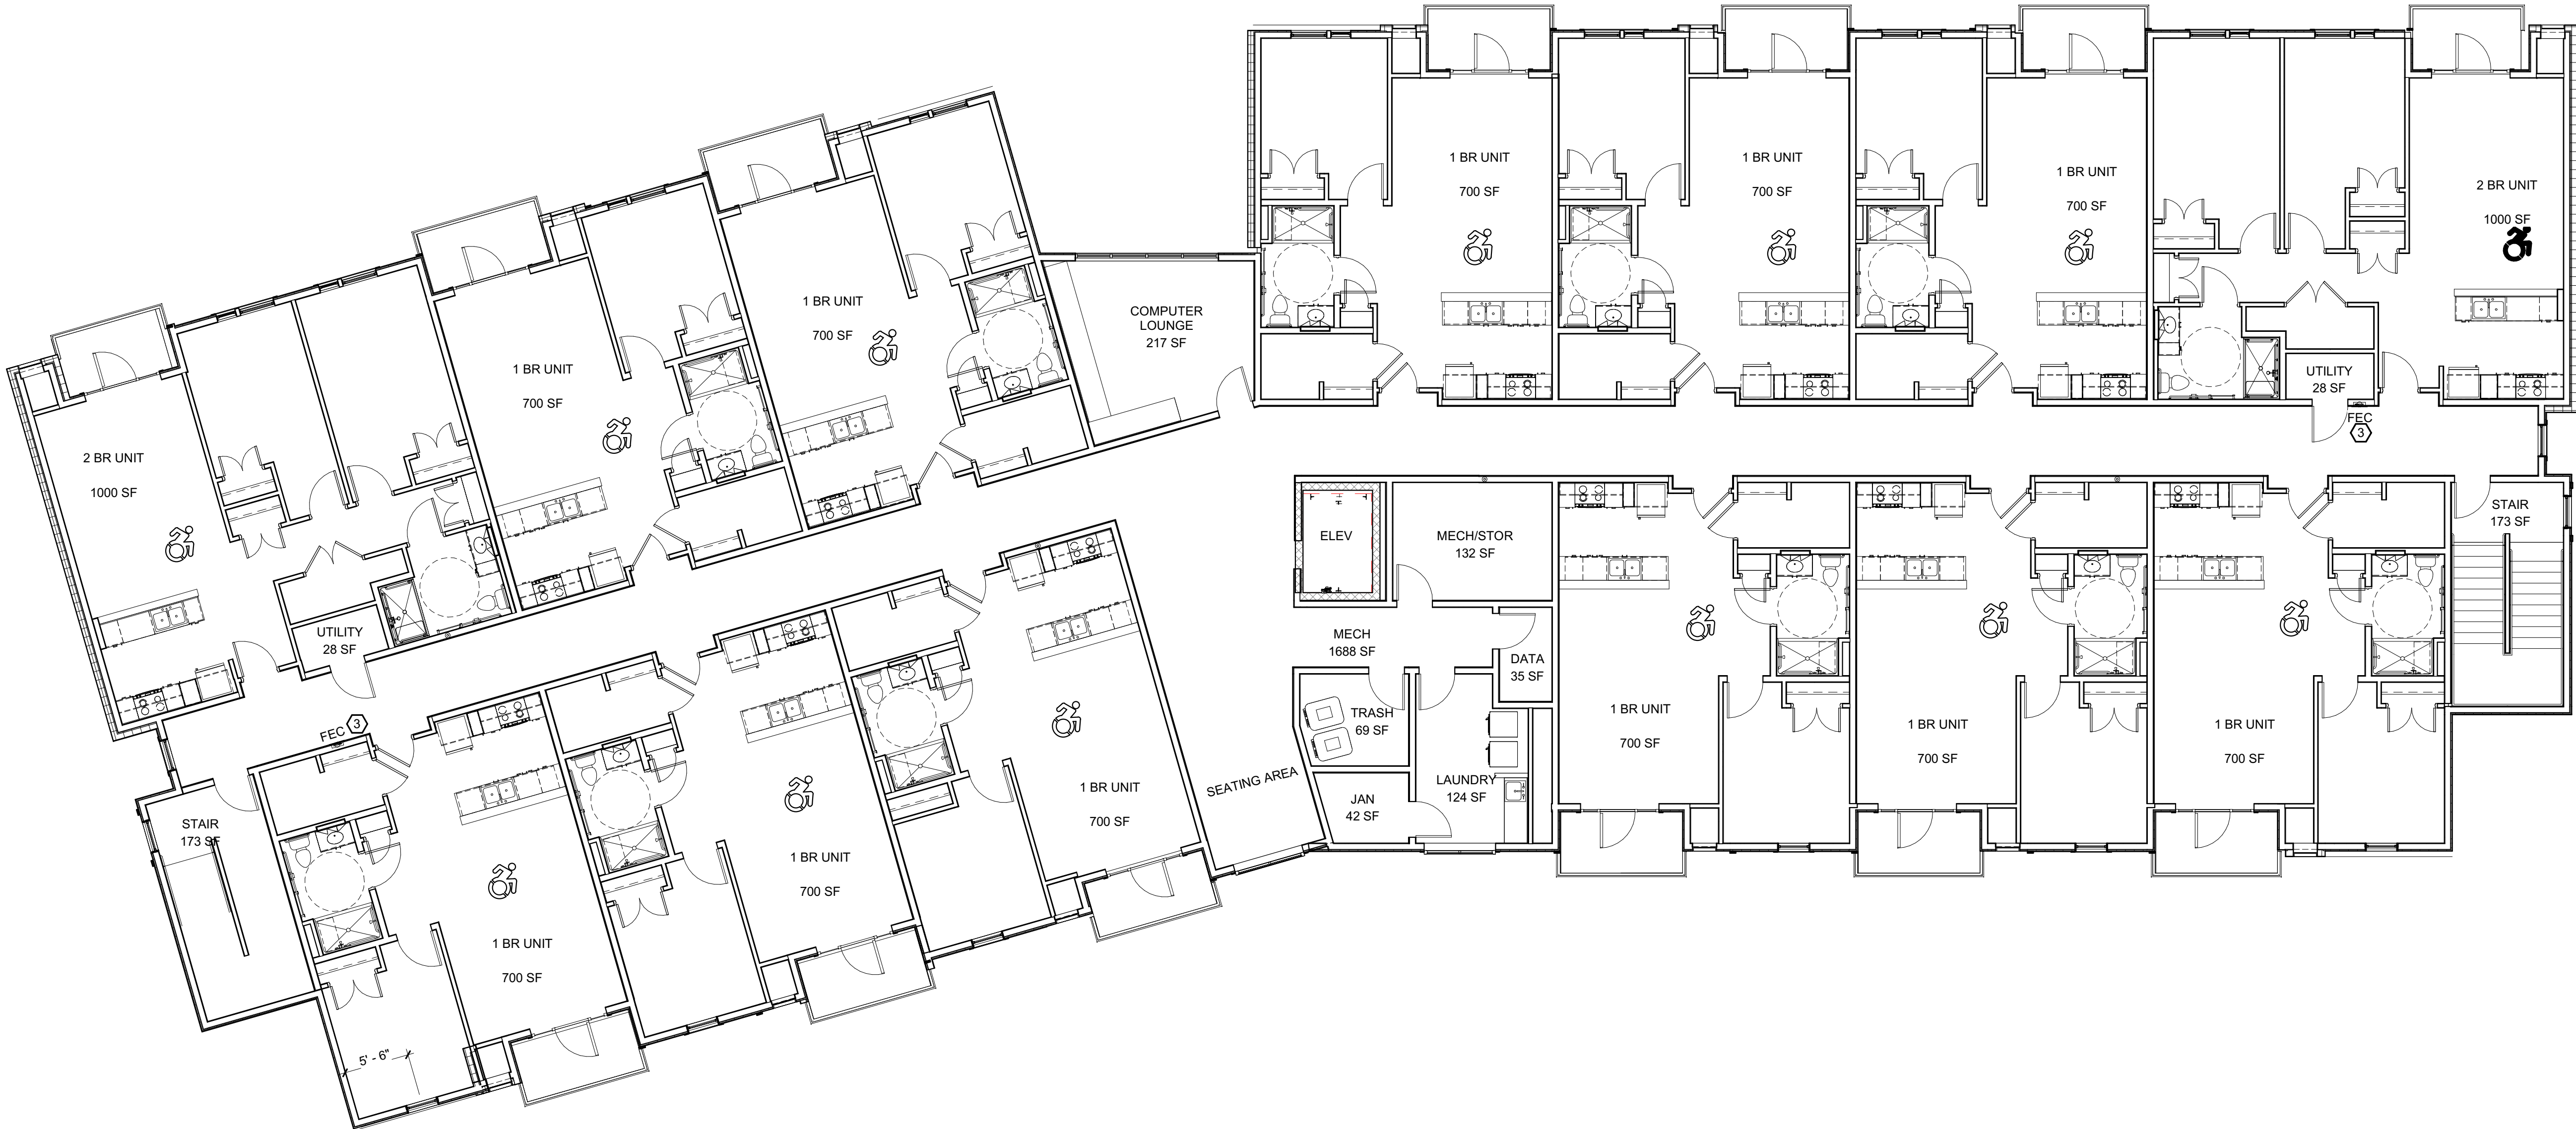 1 BR UNIT
700 SF
1 BR UNIT
700 SF
1 BR UNIT
700 SF
2 BR UNIT
1000 SF
UTILITY
28 SF
FEC
3
COMPUTER
LOUNGE
217 SF
1 BR UNIT
700 SF
1 BR UNIT
700 SF
2 BR UNIT
1000 SF
UTILITY
28 SF
FEC
3
STAIR
173 SF
5' - 6"
1 BR UNIT
700 SF
1 BR UNIT
700 SF
1 BR UNIT
700 SF
SEATING AREA
ELEV
MECH/STOR
132 SF
MECH
1688 SF
DATA
35 SF
TRASH
69 SF
LAUNDRY
124 SF
JAN
42 SF
1 BR UNIT
700 SF
1 BR UNIT
700 SF
1 BR UNIT
700 SF
STAIR
173 SF